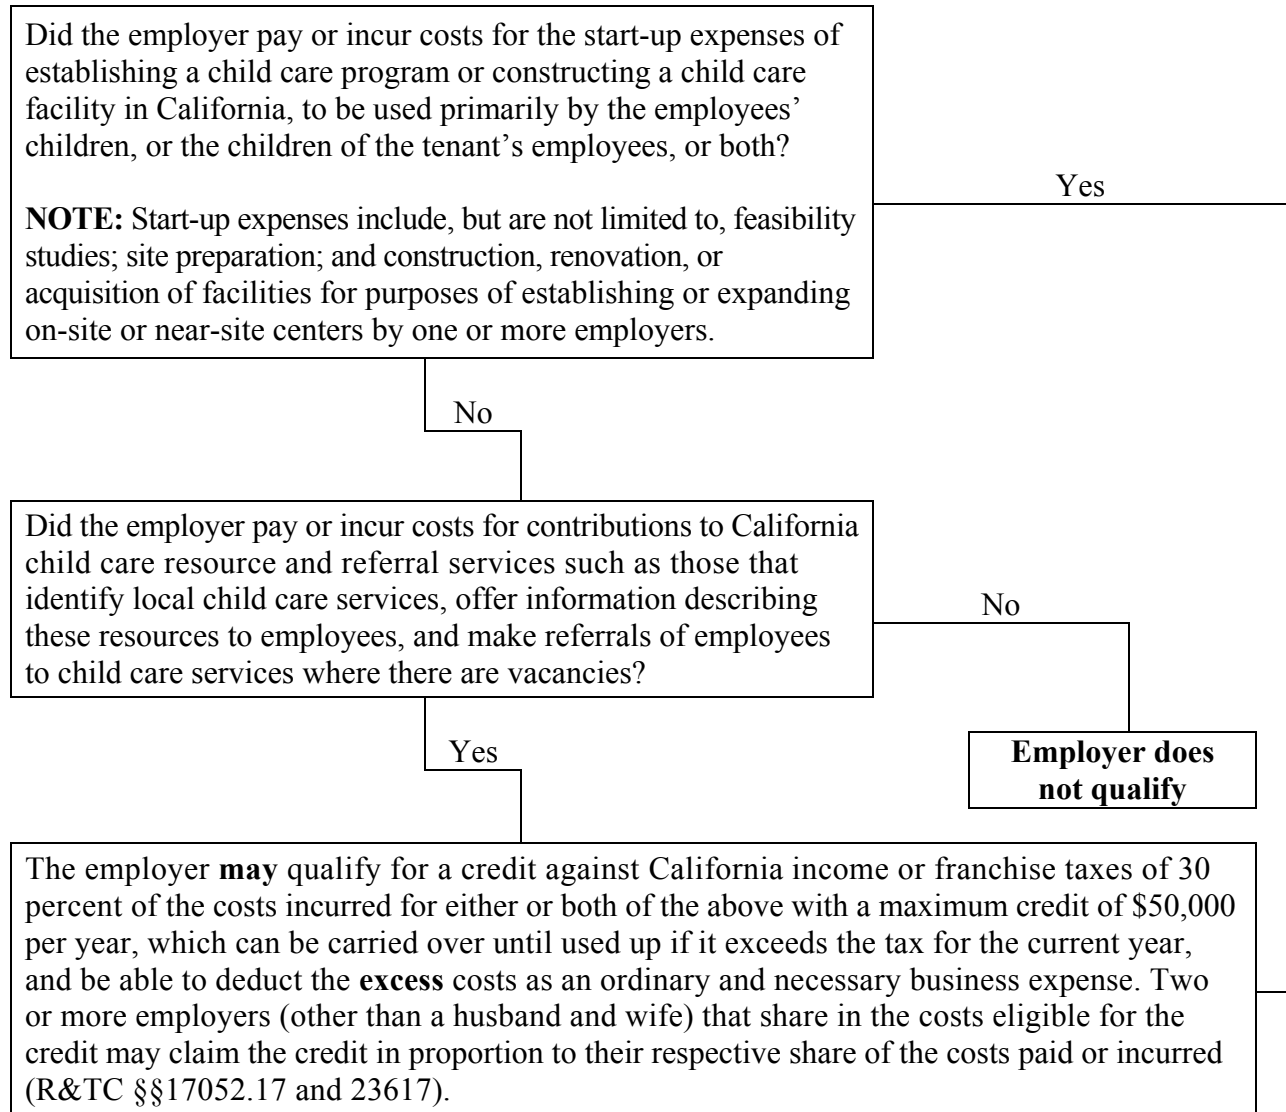 Did the employer pay or incur costs for the start-up expenses of
establishing a child care program or constructing a child care
facility in California, to be used primarily by the employees’
children, or the children of the tenant’s employees, or both?
NOTE: Start-up expenses include, but are not limited to, feasibility
studies; site preparation; and construction, renovation, or
acquisition of facilities for purposes of establishing or expanding
on-site or near-site centers by one or more employers.
Yes
No
Did the employer pay or incur costs for contributions to California
child care resource and referral services such as those that
identify local child care services, offer information describing
these resources to employees, and make referrals of employees
to child care services where there are vacancies?
No
Yes
Employer does
not qualify
The employer may qualify for a credit against California income or franchise taxes of 30
percent of the costs incurred for either or both of the above with a maximum credit of $50,000
per year, which can be carried over until used up if it exceeds the tax for the current year,
and be able to deduct the excess costs as an ordinary and necessary business expense. Two
or more employers (other than a husband and wife) that share in the costs eligible for the
credit may claim the credit in proportion to their respective share of the costs paid or incurred
(R&TC §§17052.17 and 23617).